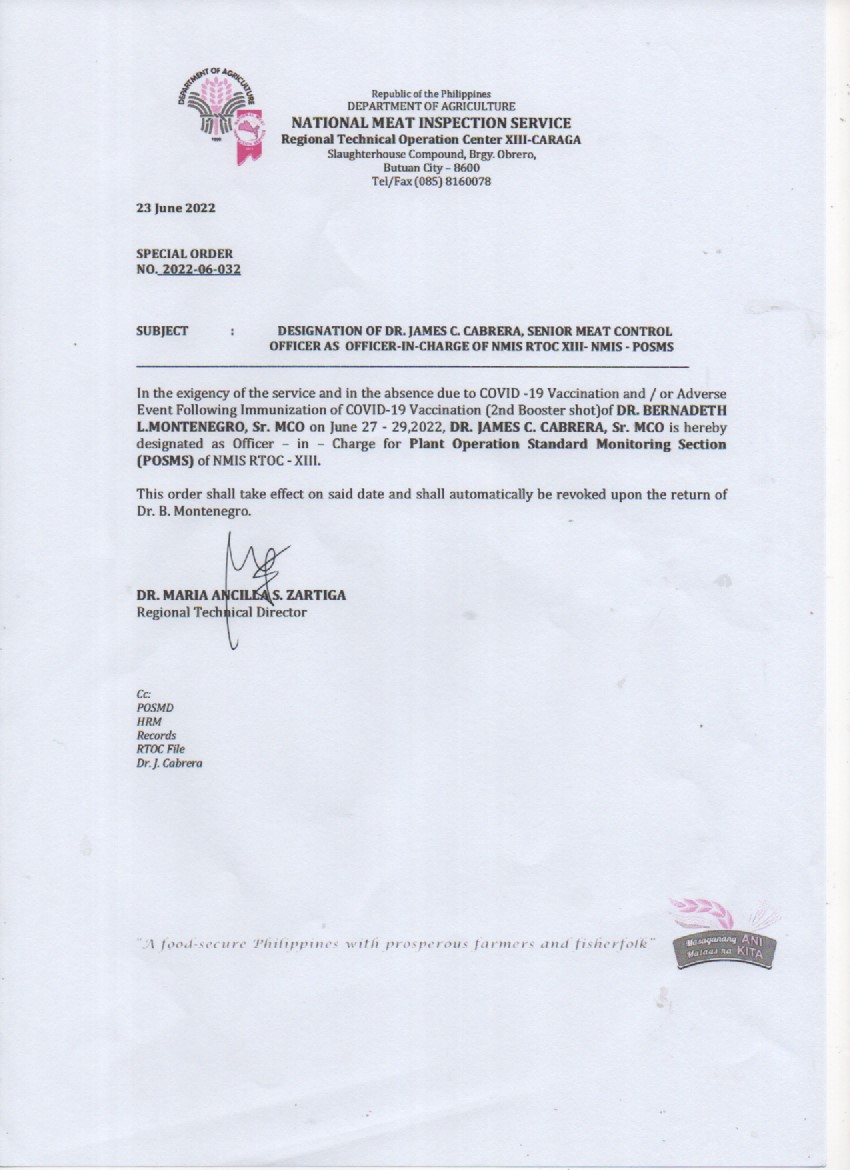 DEPARTMENT OF AGRICULTURE
Republic of the Philippines
DEPARTMENT OF AGRICULTURE
NATIONAL MEAT INSPECTION SERVICE
Regional Technical Operation Center XIII-CARAGA
Slaughterhouse Compound, Brgy. Obrero,
Butuan City – 8600
Tel/Fax (085) 8160078
23 June 2022
SPECIAL ORDER
NO. 2022-06-032
SUBJECT : DESIGNATION OF DR. JAMES C. CABRERA, SENIOR MEAT CONTROL
OFFICER AS OFFICER-IN-CHARGE OF NMIS RTOC XIII- NMIS - POSMS
In the exigency of the service and in the absence due to COVID -19 Vaccination and / or Adverse
Event Following Immunization of COVID-19 Vaccination (2nd Booster shot)of DR. BERNADETH
L.MONTENEGRO, Sr. MCO on June 27 - 29,2022, DR. JAMES C. CABRERA, Sr. MCO is hereby
designated as Officer – in – Charge for Plant Operation Standard Monitoring Section
(POSMS) of NMIS RTOC - XIII.
This order shall take effect on said date and shall automatically be revoked upon the return of
Dr. B. Montenegro.
DR. MARIA ANCILLA S. ZARTIGA
Regional Technical Director
Cc:
POSMD
HRM
Records
RTOC File
Dr. J. Cabrera
"A food-secure Philippines with prosperous farmers and fisherfolk"
Masaganang ANI
Mataas na KITA